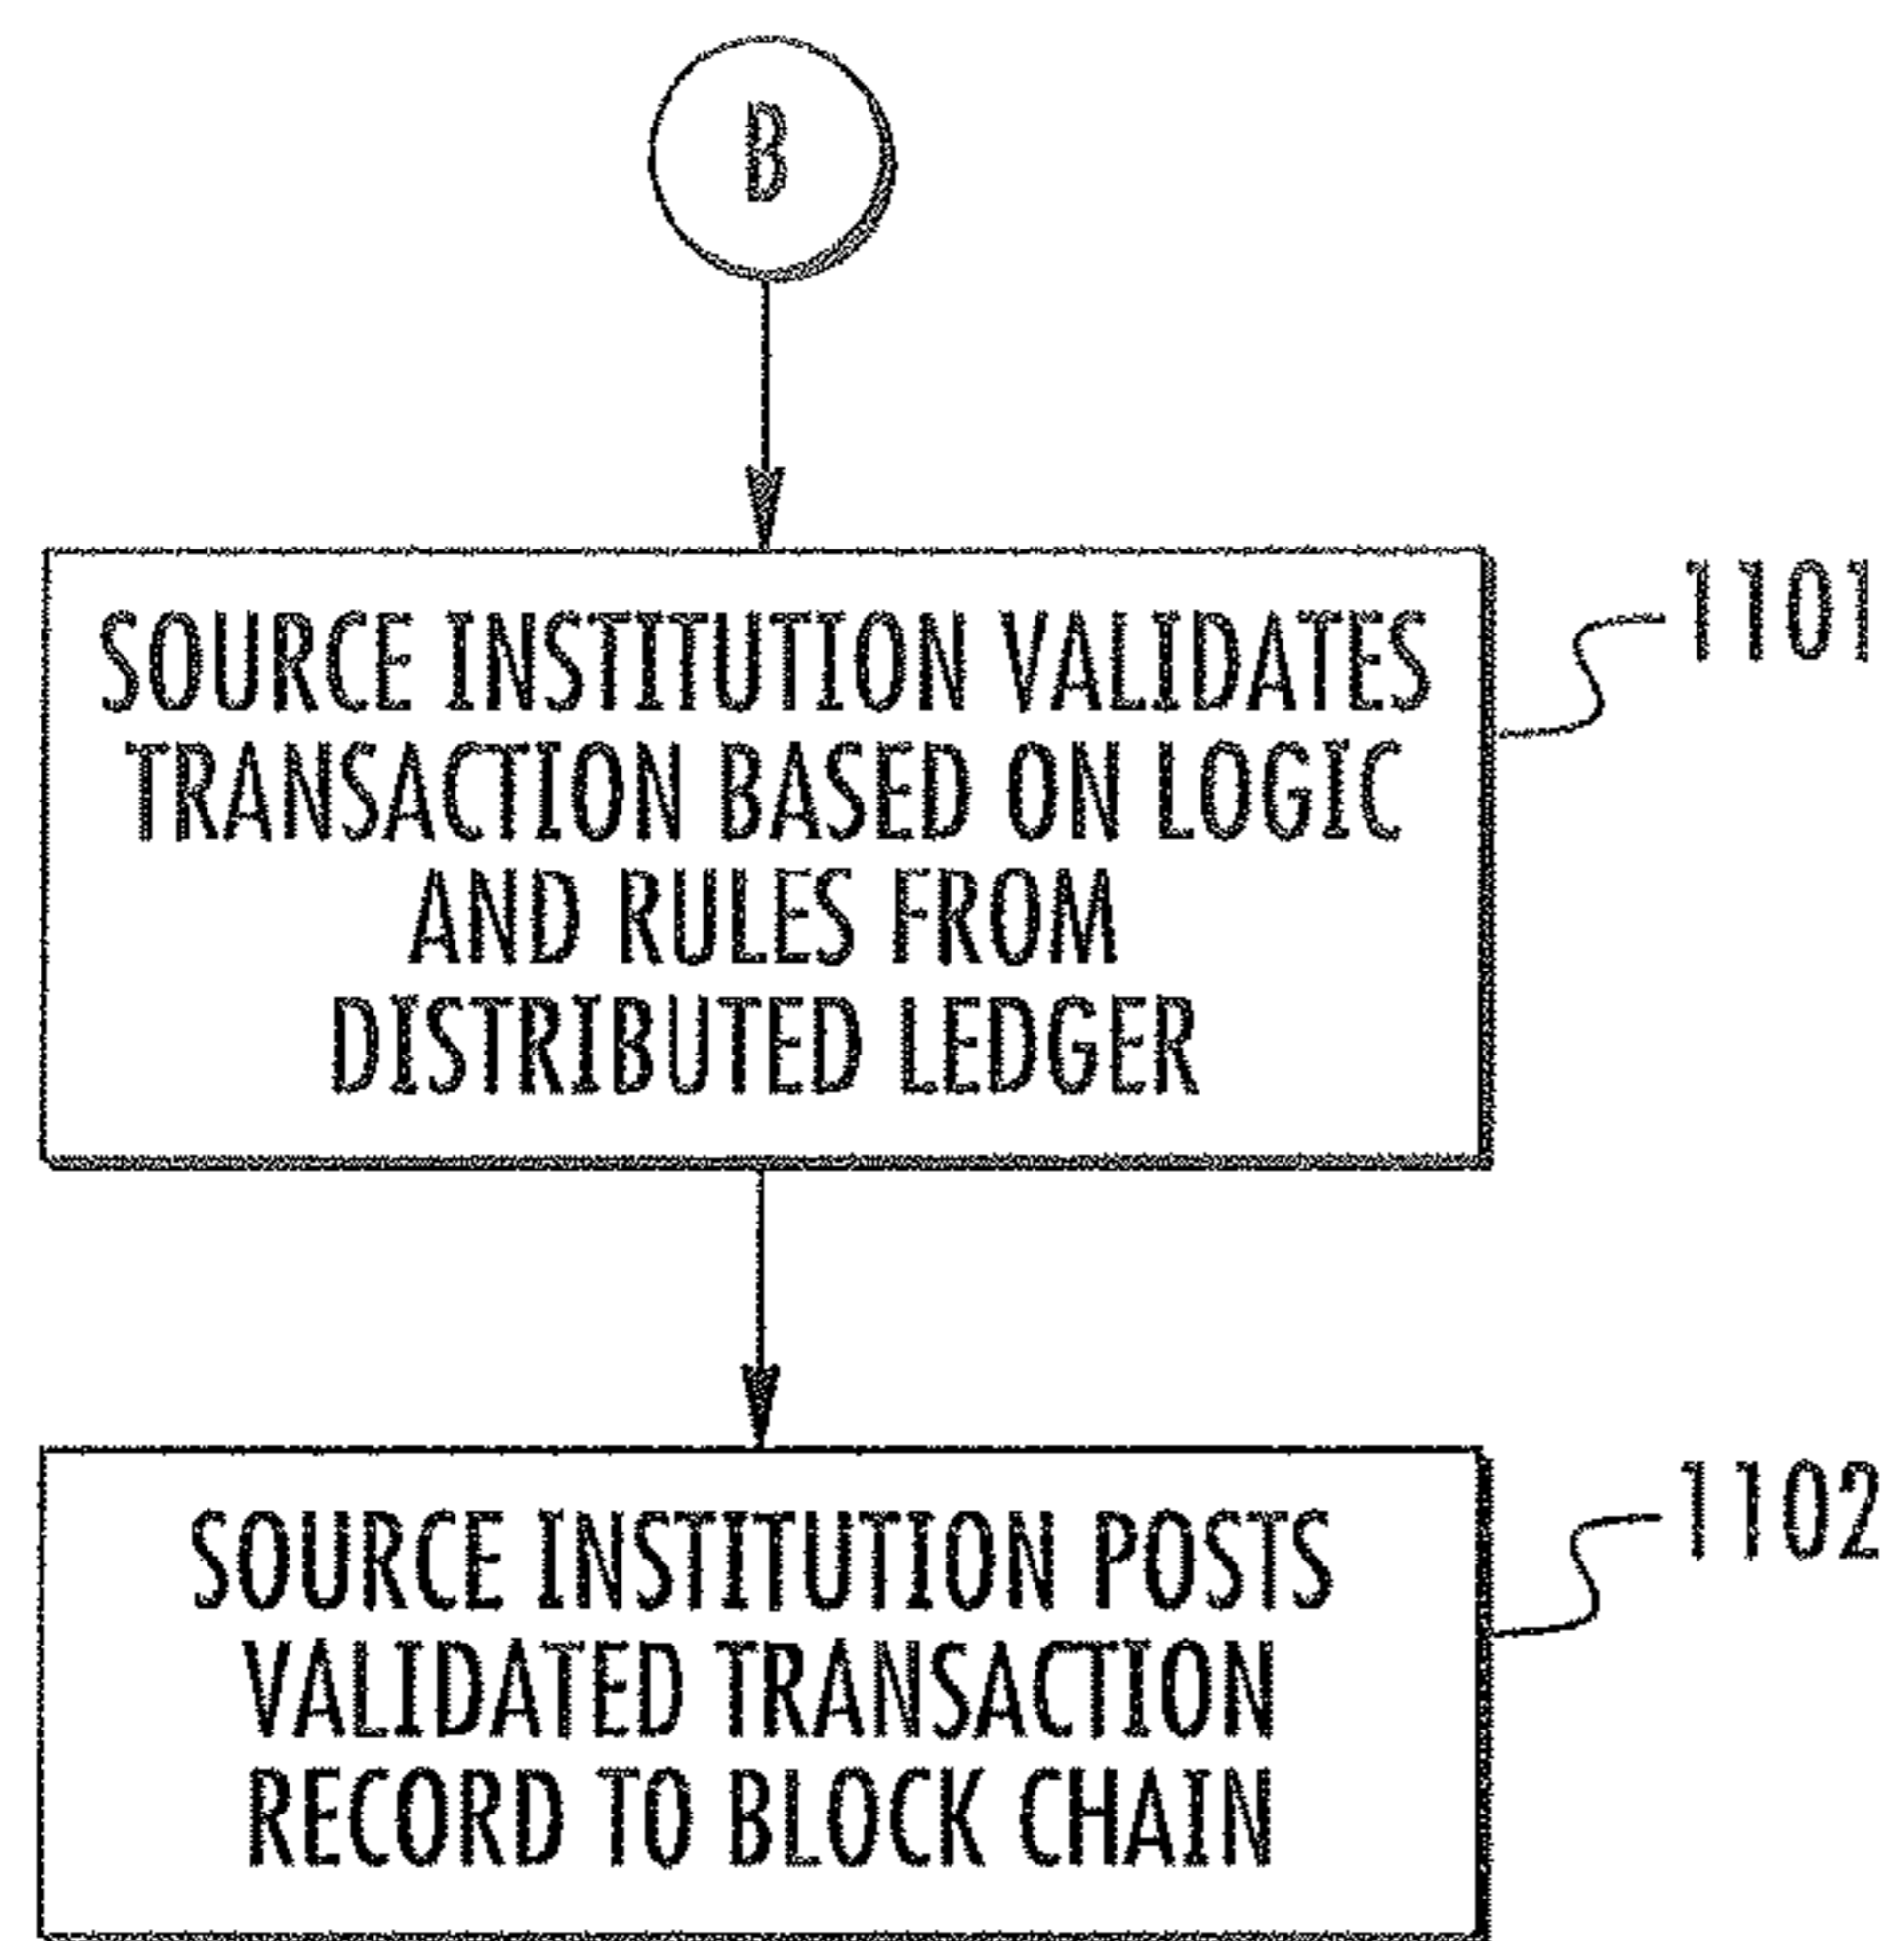 B
SOURCE INSTITUTION VALIDATES
TRANSACTION BASED ON LOGIC
AND RULES FROM
DISTRIBUTED LEDGER
1101
SOURCE INSTITUTION POSTS
VALIDATED TRANSACTION
RECORD TO BLOCK CHAIN
1102